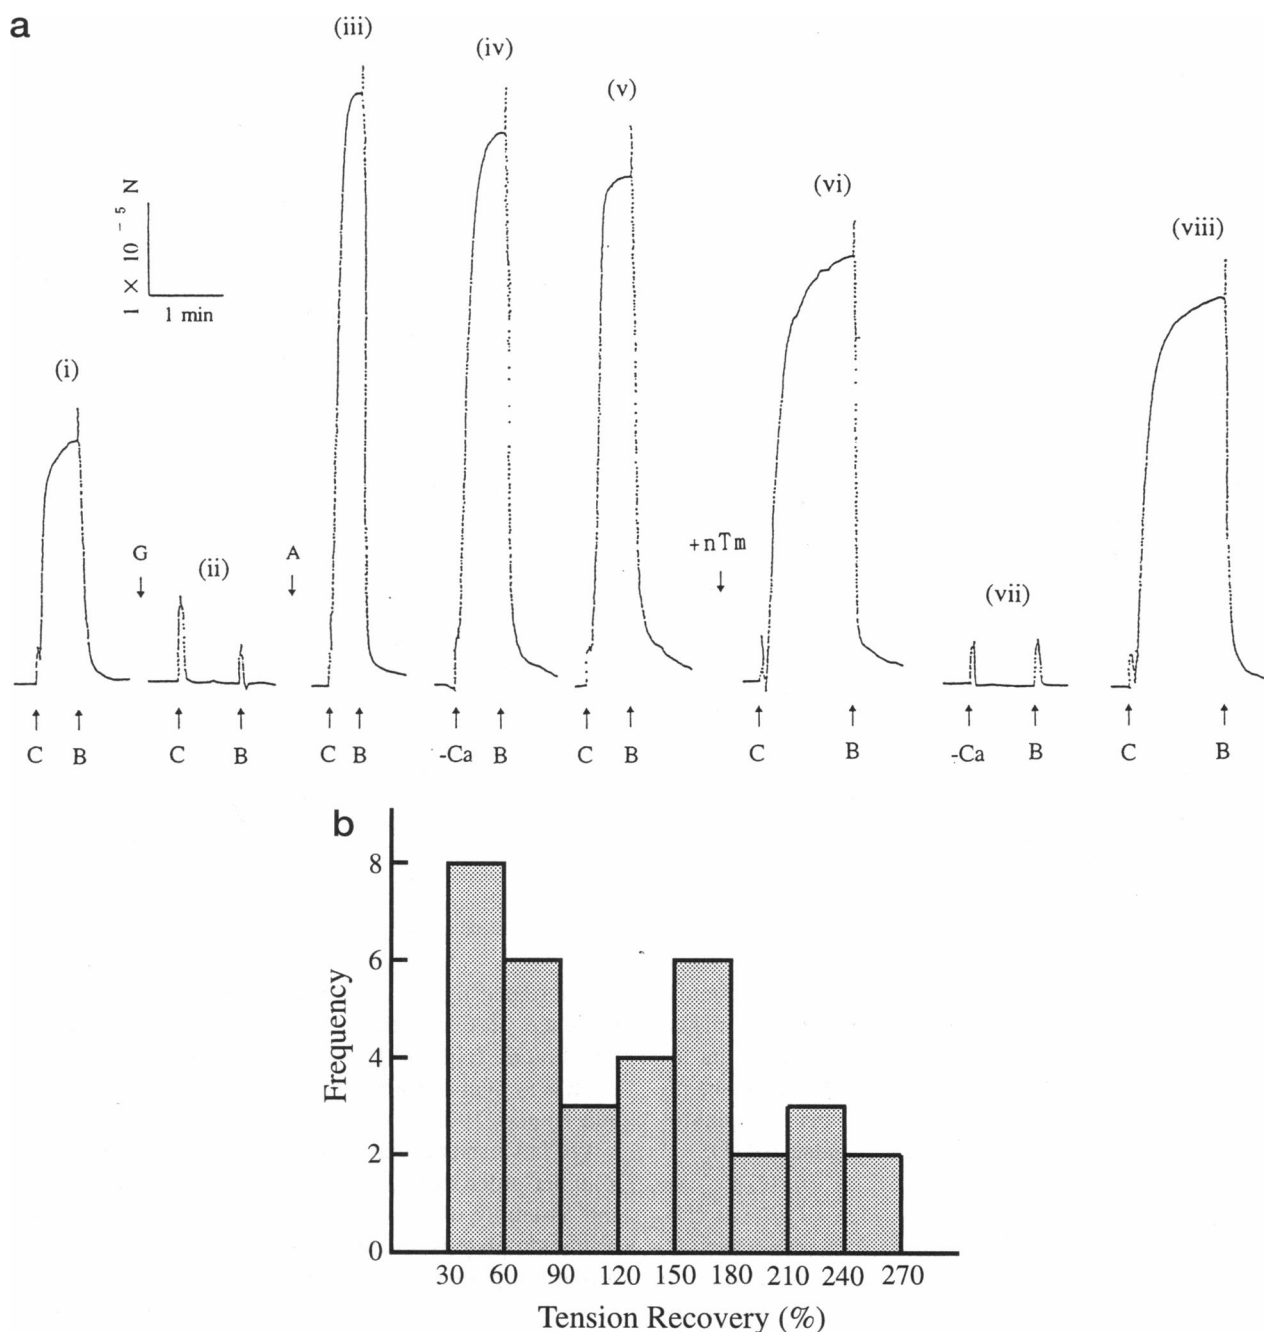 a
(i)
(ii)
(iii)
(iv)
(v)
(vi)
(vii)
(viii)
1 × 10⁻⁵ N
1 min
G
A
+nTm
C B C B C B -Ca B C B C B -Ca B C B
b
Frequency
8
6
4
2
0
30 60 90 120 150 180 210 240 270
Tension Recovery (%)